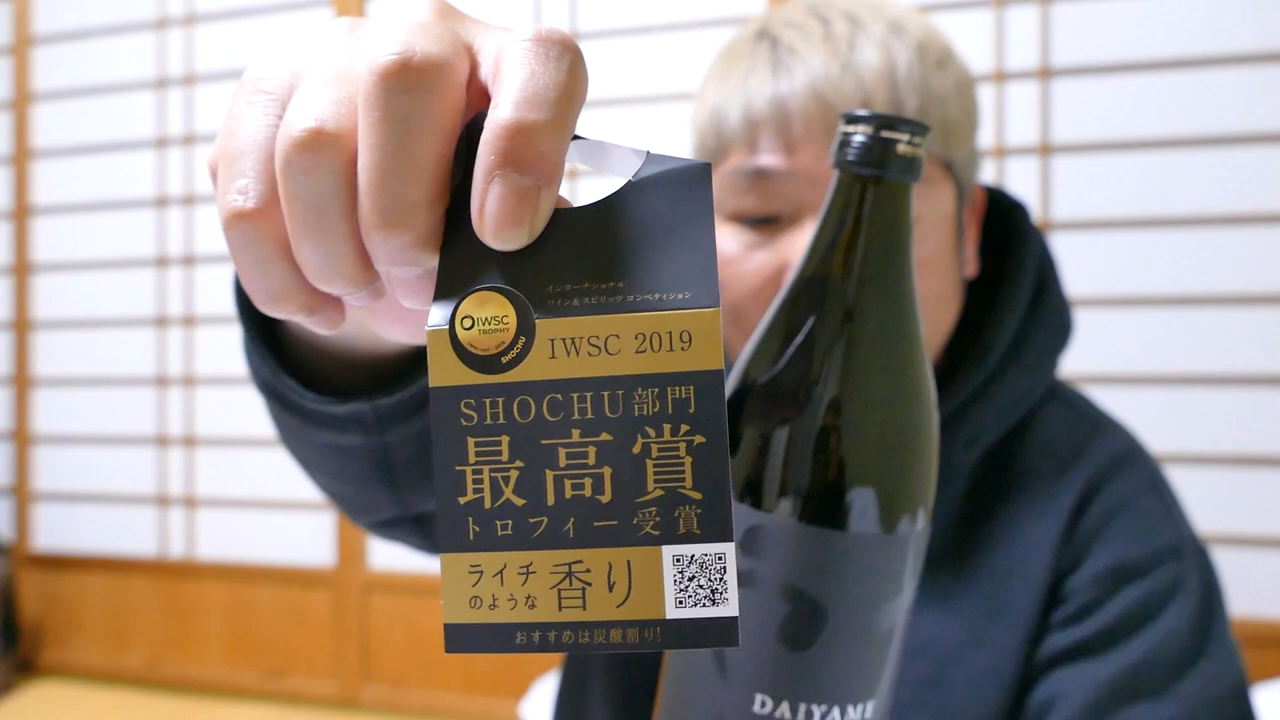 インターナショナル
ワイン&スピリッツ コンペティション
IWSC
TROPHY
SHOCHU
IWSC 2019
SHOCHU部門
最高賞
トロフィー受賞
ライチ
のような
香り
おすすめは炭酸割り!
DAIYAME